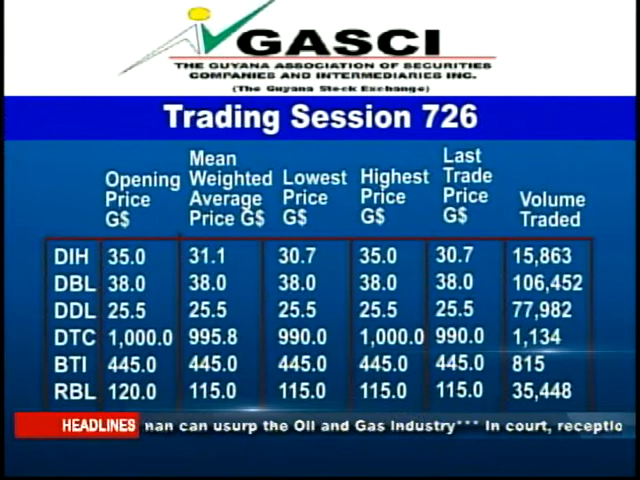 GASCI
THE GUYANA ASSOCIATION OF SECURITIES
COMPANIES AND INTERMEDIARIES INC.
(The Guyana Stock Exchange)
Trading Session 726
Opening Price G$ Mean Weighted Average Price G$ Lowest Price G$ Highest Price G$ Last Trade Price G$ Volume Traded
DIH 35.0 31.1 30.7 35.0 30.7 15,863
DBL 38.0 38.0 38.0 38.0 38.0 106,452
DDL 25.5 25.5 25.5 25.5 25.5 77,982
DTC 1,000.0 995.8 990.0 1,000.0 990.0 1,134
BTI 445.0 445.0 445.0 445.0 445.0 815
RBL 120.0 115.0 115.0 115.0 115.0 35,448
HEADLINES can usurp the Oil and Gas Industry*** In court,